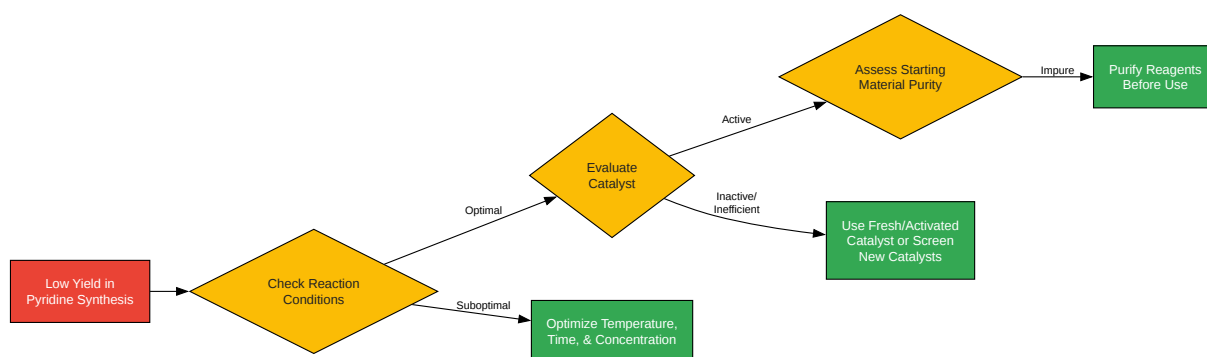 Low Yield in
Pyridine Synthesis
Check Reaction
Conditions
Optimal
Suboptimal
Optimize Temperature,
Time, & Concentration
Evaluate
Catalyst
Active
Inactive/
Inefficient
Use Fresh/Activated
Catalyst or Screen
New Catalysts
Assess Starting
Material Purity
Impure
Purify Reagents
Before Use